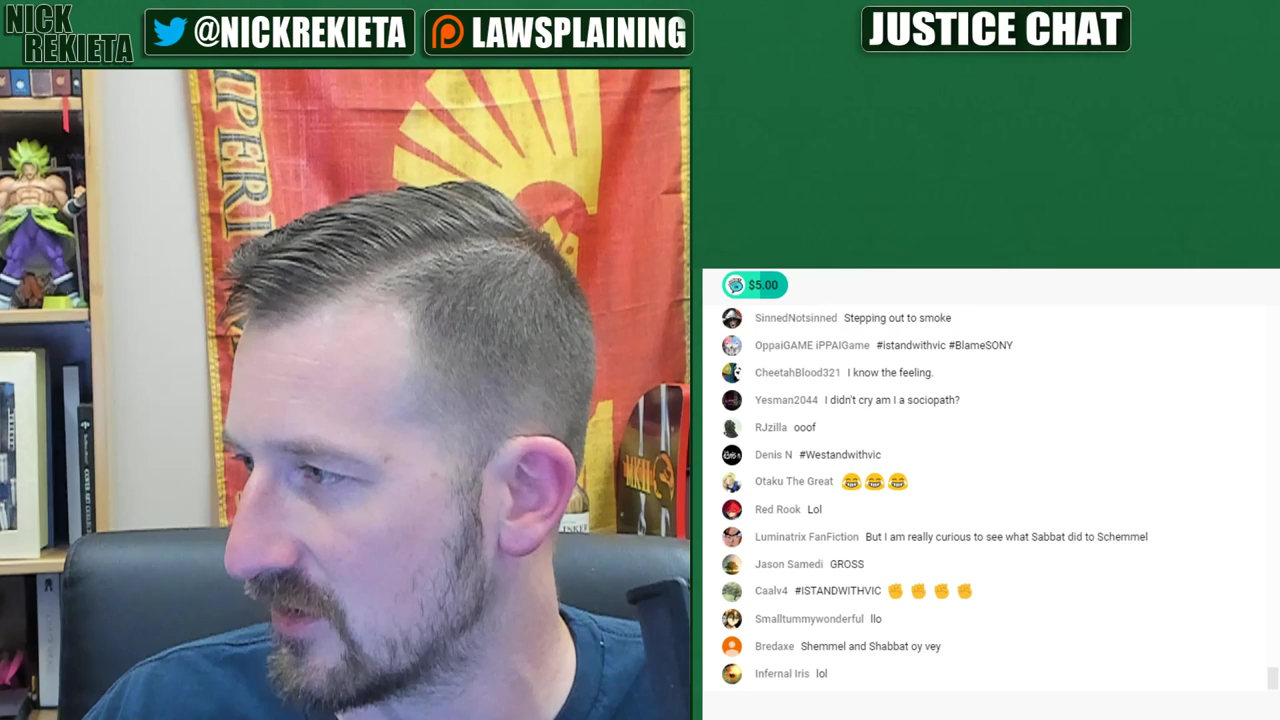 NICK
REKIETA
@NICKREKIETA
LAWSPLAINING
JUSTICE CHAT
MPERI
MKII
$5.00
SinnedNotsinned Stepping out to smoke
OppaiGAME iPPAIGame #istandwithvic #BlameSONY
CheetahBlood321 I know the feeling.
Yesman2044 I didn't cry am I a sociopath?
RJzilla ooof
Denis N #Westandwithvic
Otaku The Great 😂😂😂
Red Rook Lol
Luminatrix FanFiction But I am really curious to see what Sabbat did to Schemmel
Jason Samedi GROSS
Caalv4 #ISTANDWITHVIC ✊ ✊ ✊ ✊
Smalltummywonderful llo
Bredaxe Shemmel and Shabbat oy vey
Infernal Iris lol